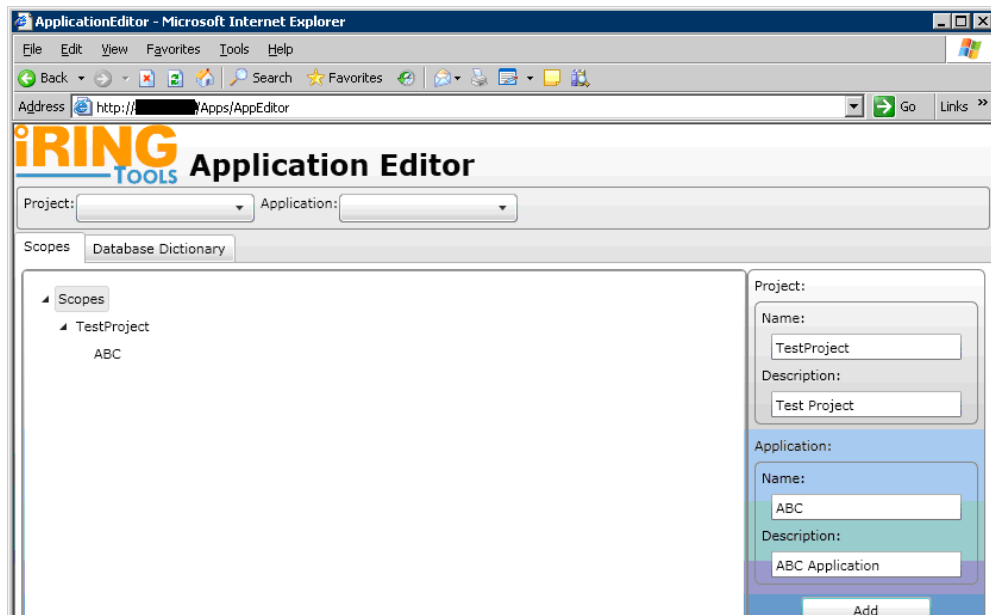 ApplicationEditor - Microsoft Internet Explorer
File Edit View Favorites Tools Help
Back Search Favorites
Address http:// /Apps/AppEditor Go Links »
iRING TOOLS Application Editor
Project: Application:
Scopes Database Dictionary
Scopes
TestProject
ABC
Project:
Name:
TestProject
Description:
Test Project
Application:
Name:
ABC
Description:
ABC Application
Add